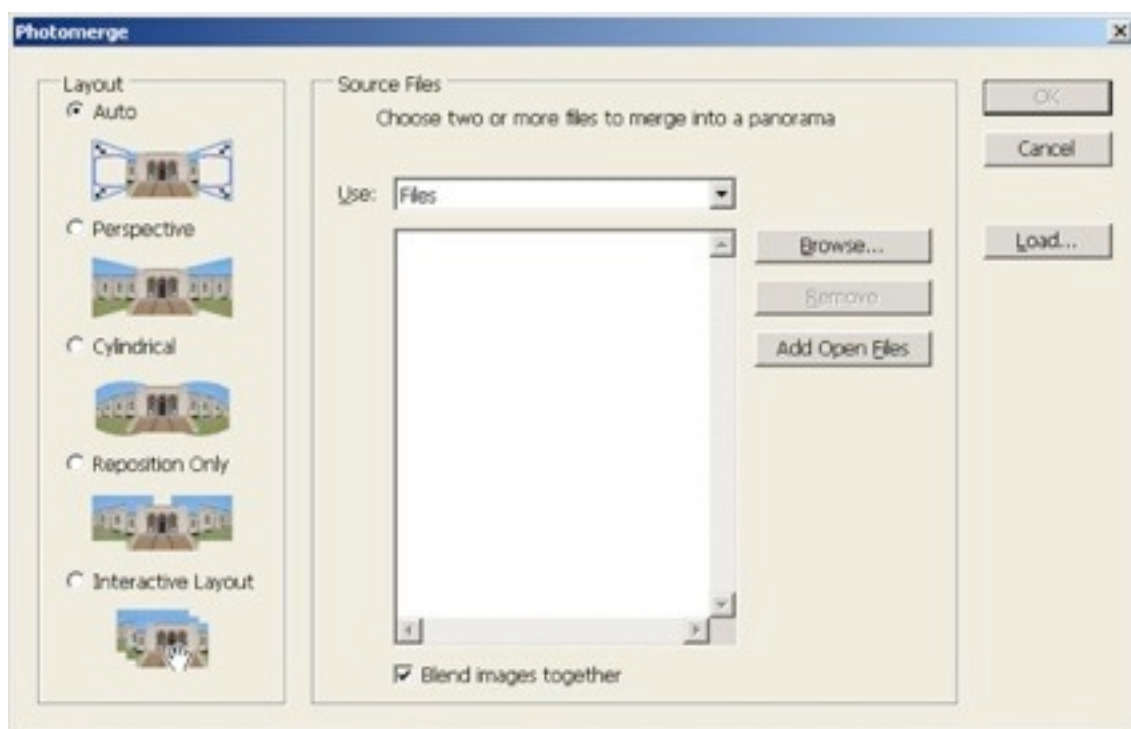 Photomerge
Layout
Auto
Perspective
Cylindrical
Reposition Only
Interactive Layout
Source Files
Choose two or more files to merge into a panorama
Use: Files
Browse...
Remove
Add Open Files
Blend images together
OK
Cancel
Load...